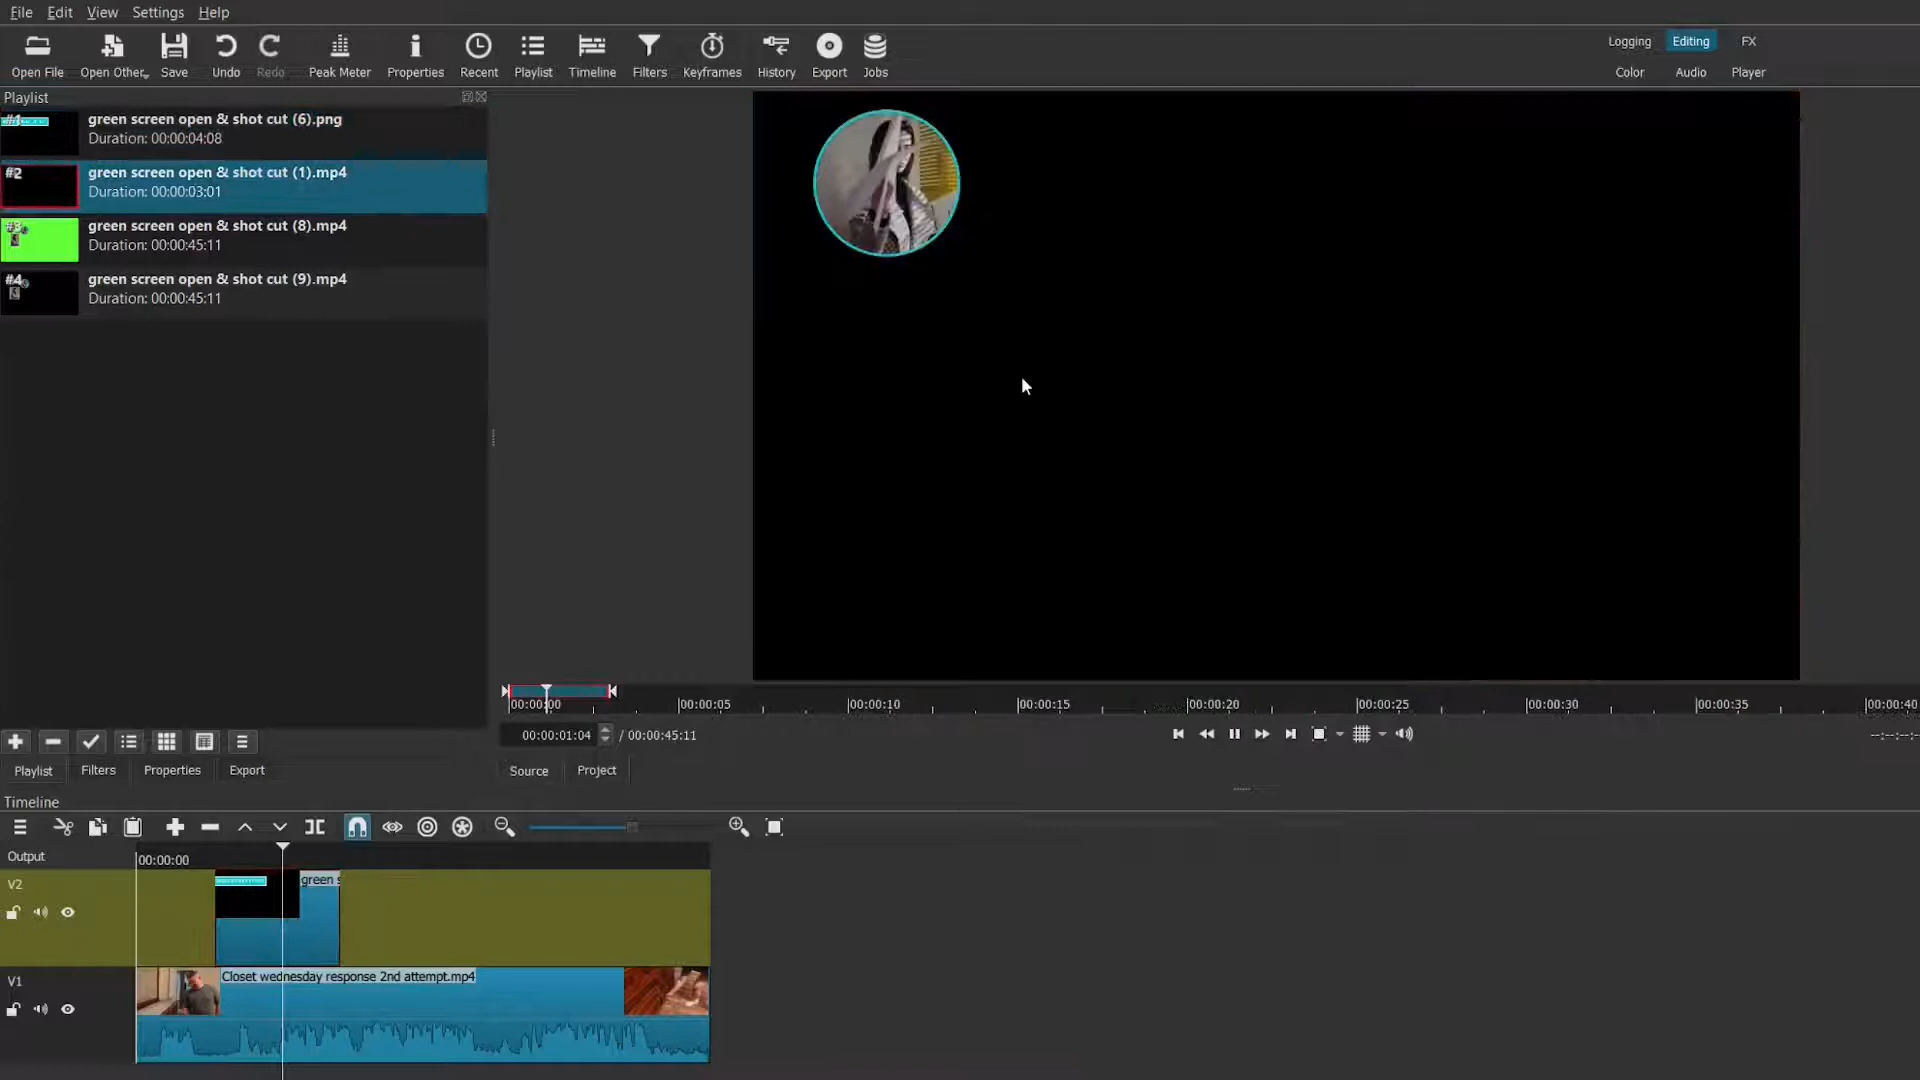 File Edit View Settings Help
Open File Open Other Save Undo Redo Peak Meter Properties Recent Playlist Timeline Filters Keyframes History Export Jobs
Logging Editing FX
Color Audio Player
Playlist
#1
green screen open & shot cut (6).png
Duration: 00:00:04:08
#2
green screen open & shot cut (1).mp4
Duration: 00:00:03:01
#3
green screen open & shot cut (8).mp4
Duration: 00:00:45:11
#4
green screen open & shot cut (9).mp4
Duration: 00:00:45:11
00:00:00 00:00:05 00:00:10 00:00:15 00:00:20 00:00:25 00:00:30 00:00:35 00:00:40
00:00:01:04 / 00:00:45:11
--:--:--:
Playlist Filters Properties Export
Source Project
Timeline
Output
00:00:00
V2
green s
V1
Closet wednesday response 2nd attempt.mp4